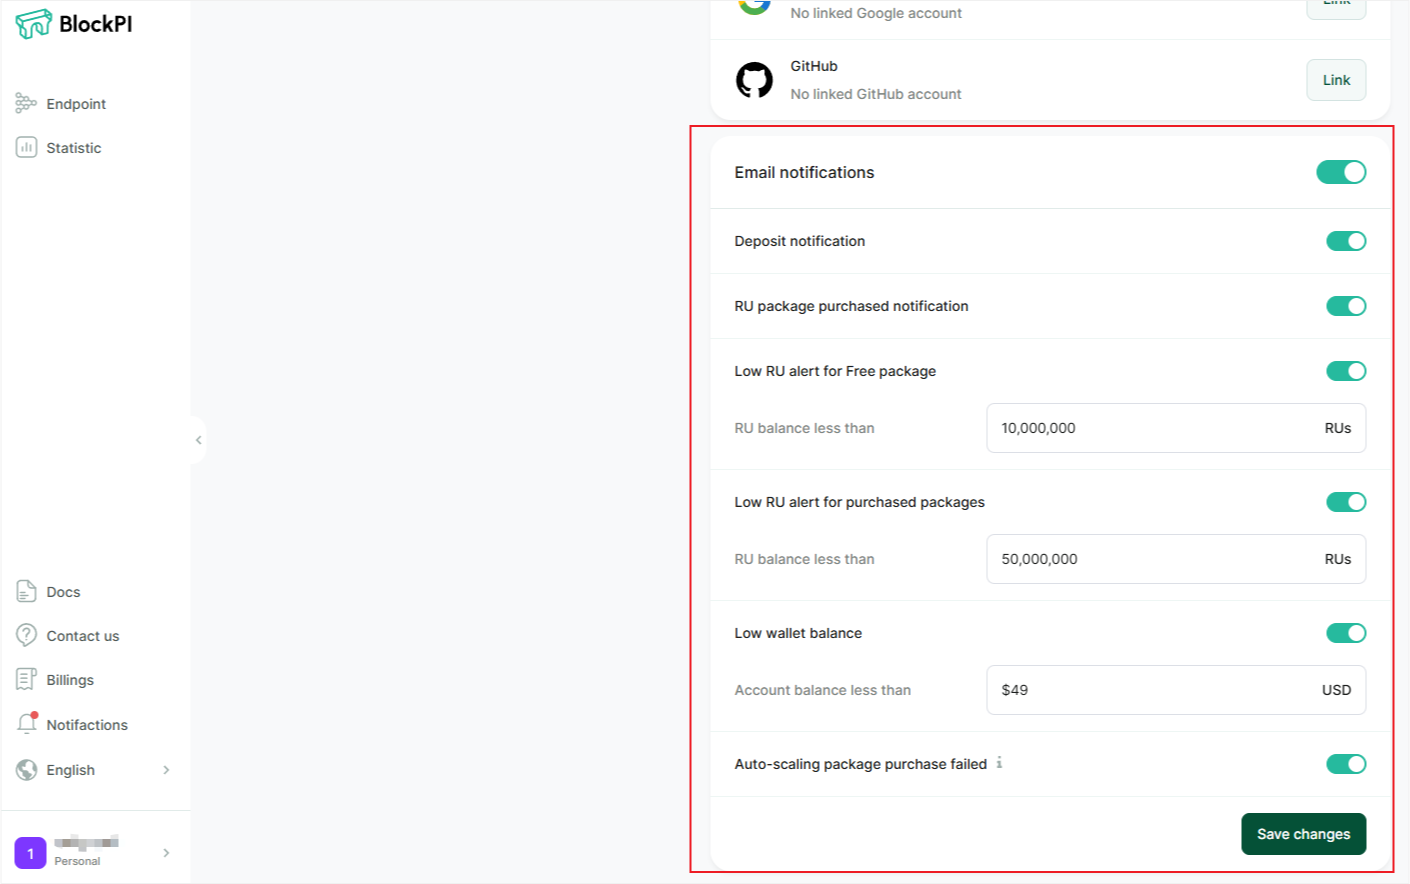 BlockPI
Endpoint
Statistic
Docs
Contact us
Billings
Notifactions
English
1
Personal
No linked Google account
GitHub
No linked GitHub account
Link
Email notifications
Deposit notification
RU package purchased notification
Low RU alert for Free package
RU balance less than
10,000,000 RUs
Low RU alert for purchased packages
RU balance less than
50,000,000 RUs
Low wallet balance
Account balance less than
$49 USD
Auto-scaling package purchase failed
Save changes